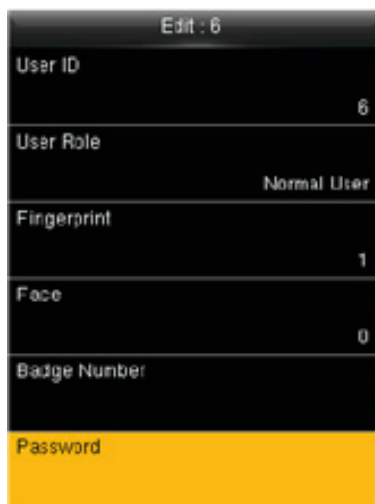 Edit : 6
User ID
6
User Role
Normal User
Fingerprint
1
Face
0
Badge Number
Password